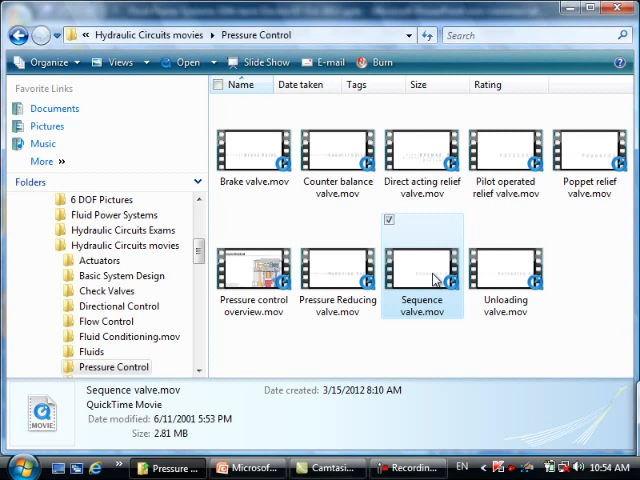 « Hydraulic Circuits movies ▸ Pressure Control
Search
Organize Views Open Slide Show E-mail Burn
Favorite Links
Documents
Pictures
Music
More »
Folders
6 DOF Pictures
Fluid Power Systems
Hydraulic Circuits Exams
Hydraulic Circuits movies
Actuators
Basic System Design
Check Valves
Directional Control
Flow Control
Fluid Conditioning.mov
Fluids
Pressure Control
Name Date taken Tags Size Rating
Brake valve.mov
Counter balance
valve.mov
Direct acting relief
valve.mov
Pilot operated
relief valve.mov
Poppet relief
valve.mov
Pressure control
overview.mov
Pressure Reducing
valve.mov
Sequence
valve.mov
Unloading
valve.mov
MOVIE
Sequence valve.mov
QuickTime Movie
Date modified: 6/11/2001 5:53 PM
Size: 2.81 MB
Date created: 3/15/2012 8:10 AM
» Pressure ... Microsof... Camtasi... Recordin... EN 10:54 AM